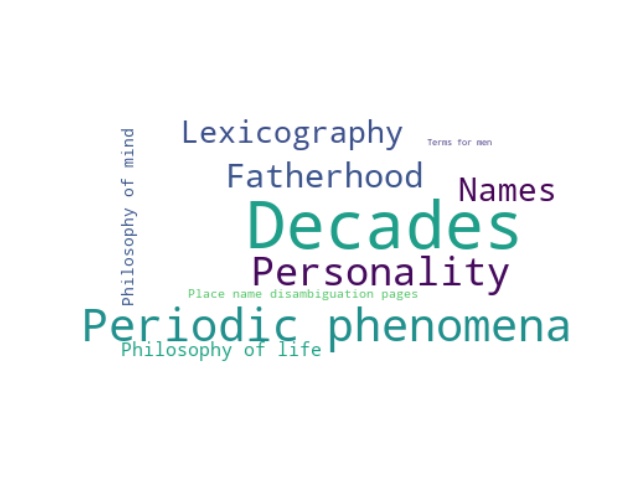 Lexicography
Terms for men
Philosophy of mind
Fatherhood
Names
Decades
Personality
Place name disambiguation pages
Periodic phenomena
Philosophy of life